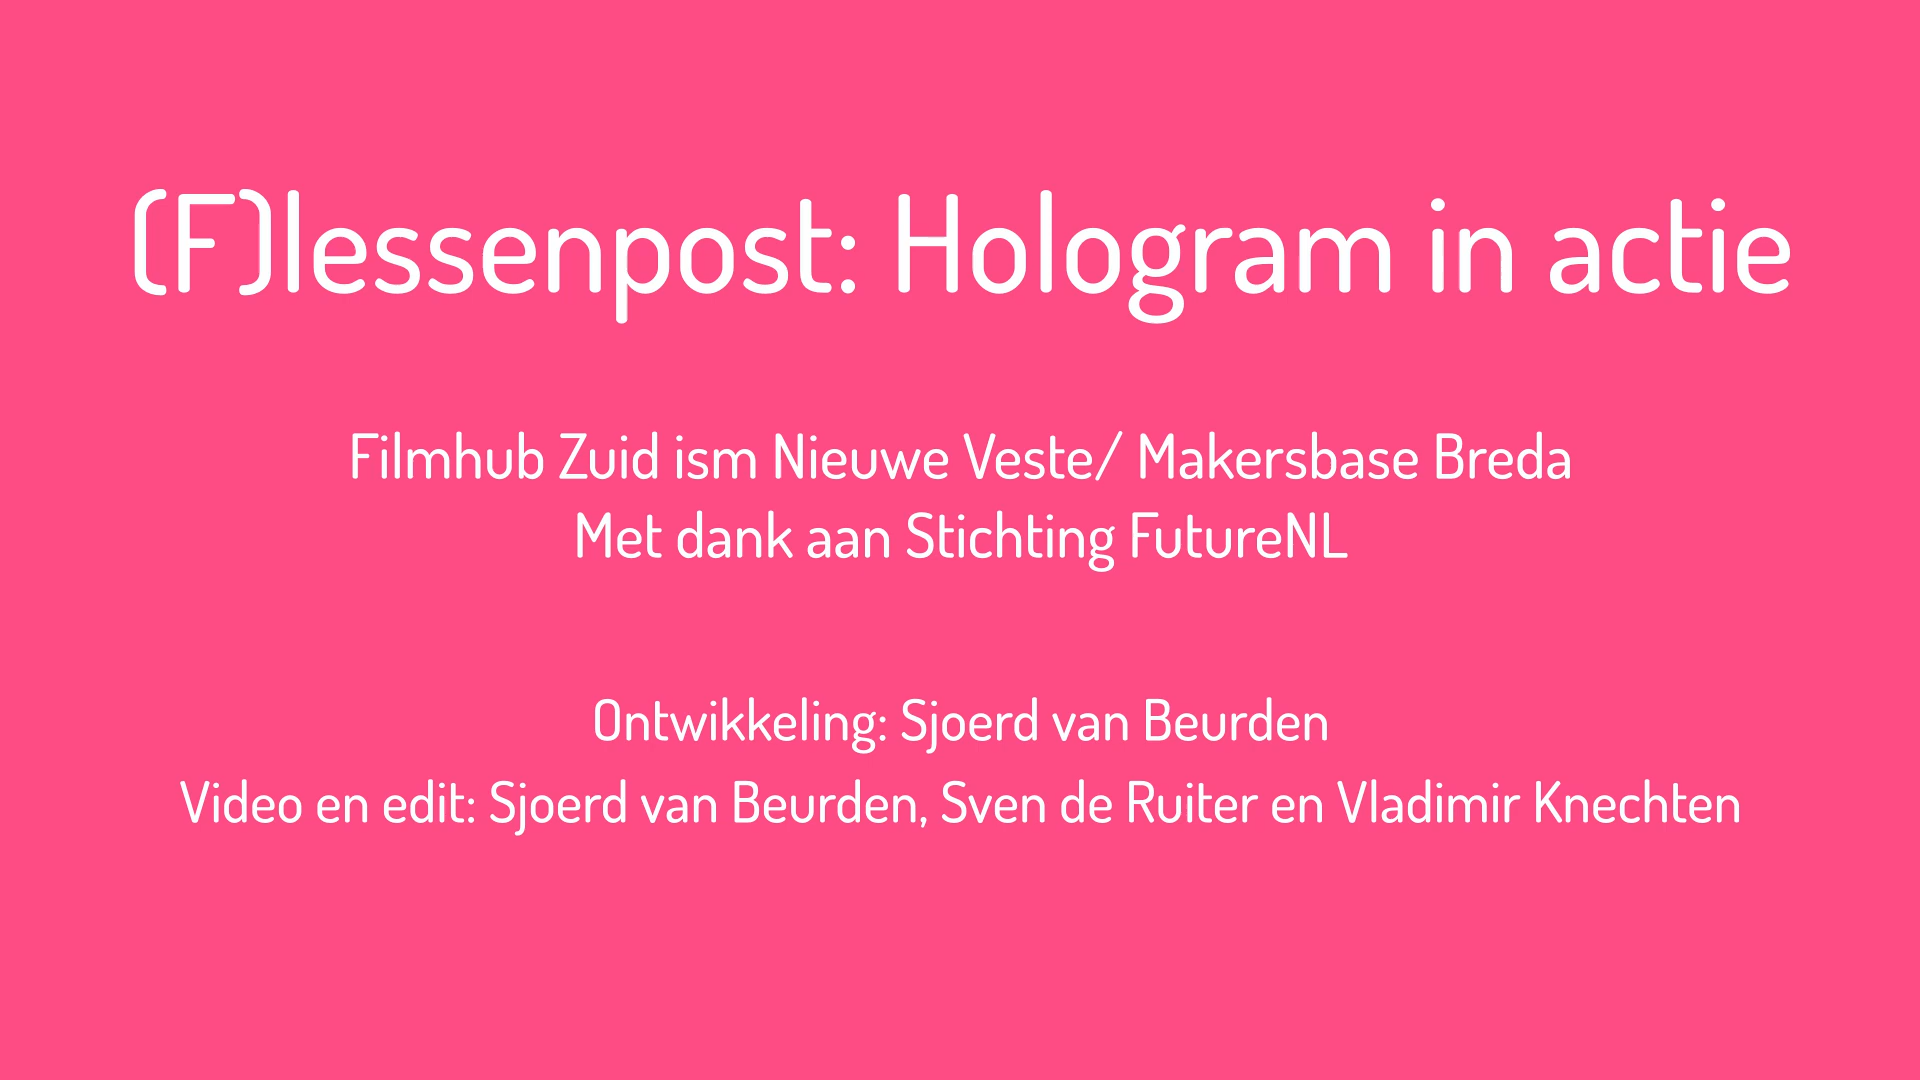 (F)lessenpost: Hologram in actie
Filmhub Zuid ism Nieuwe Veste/ Makersbase Breda
Met dank aan Stichting FutureNL
Ontwikkeling: Sjoerd van Beurden
Video en edit: Sjoerd van Beurden, Sven de Ruiter en Vladimir Knechten